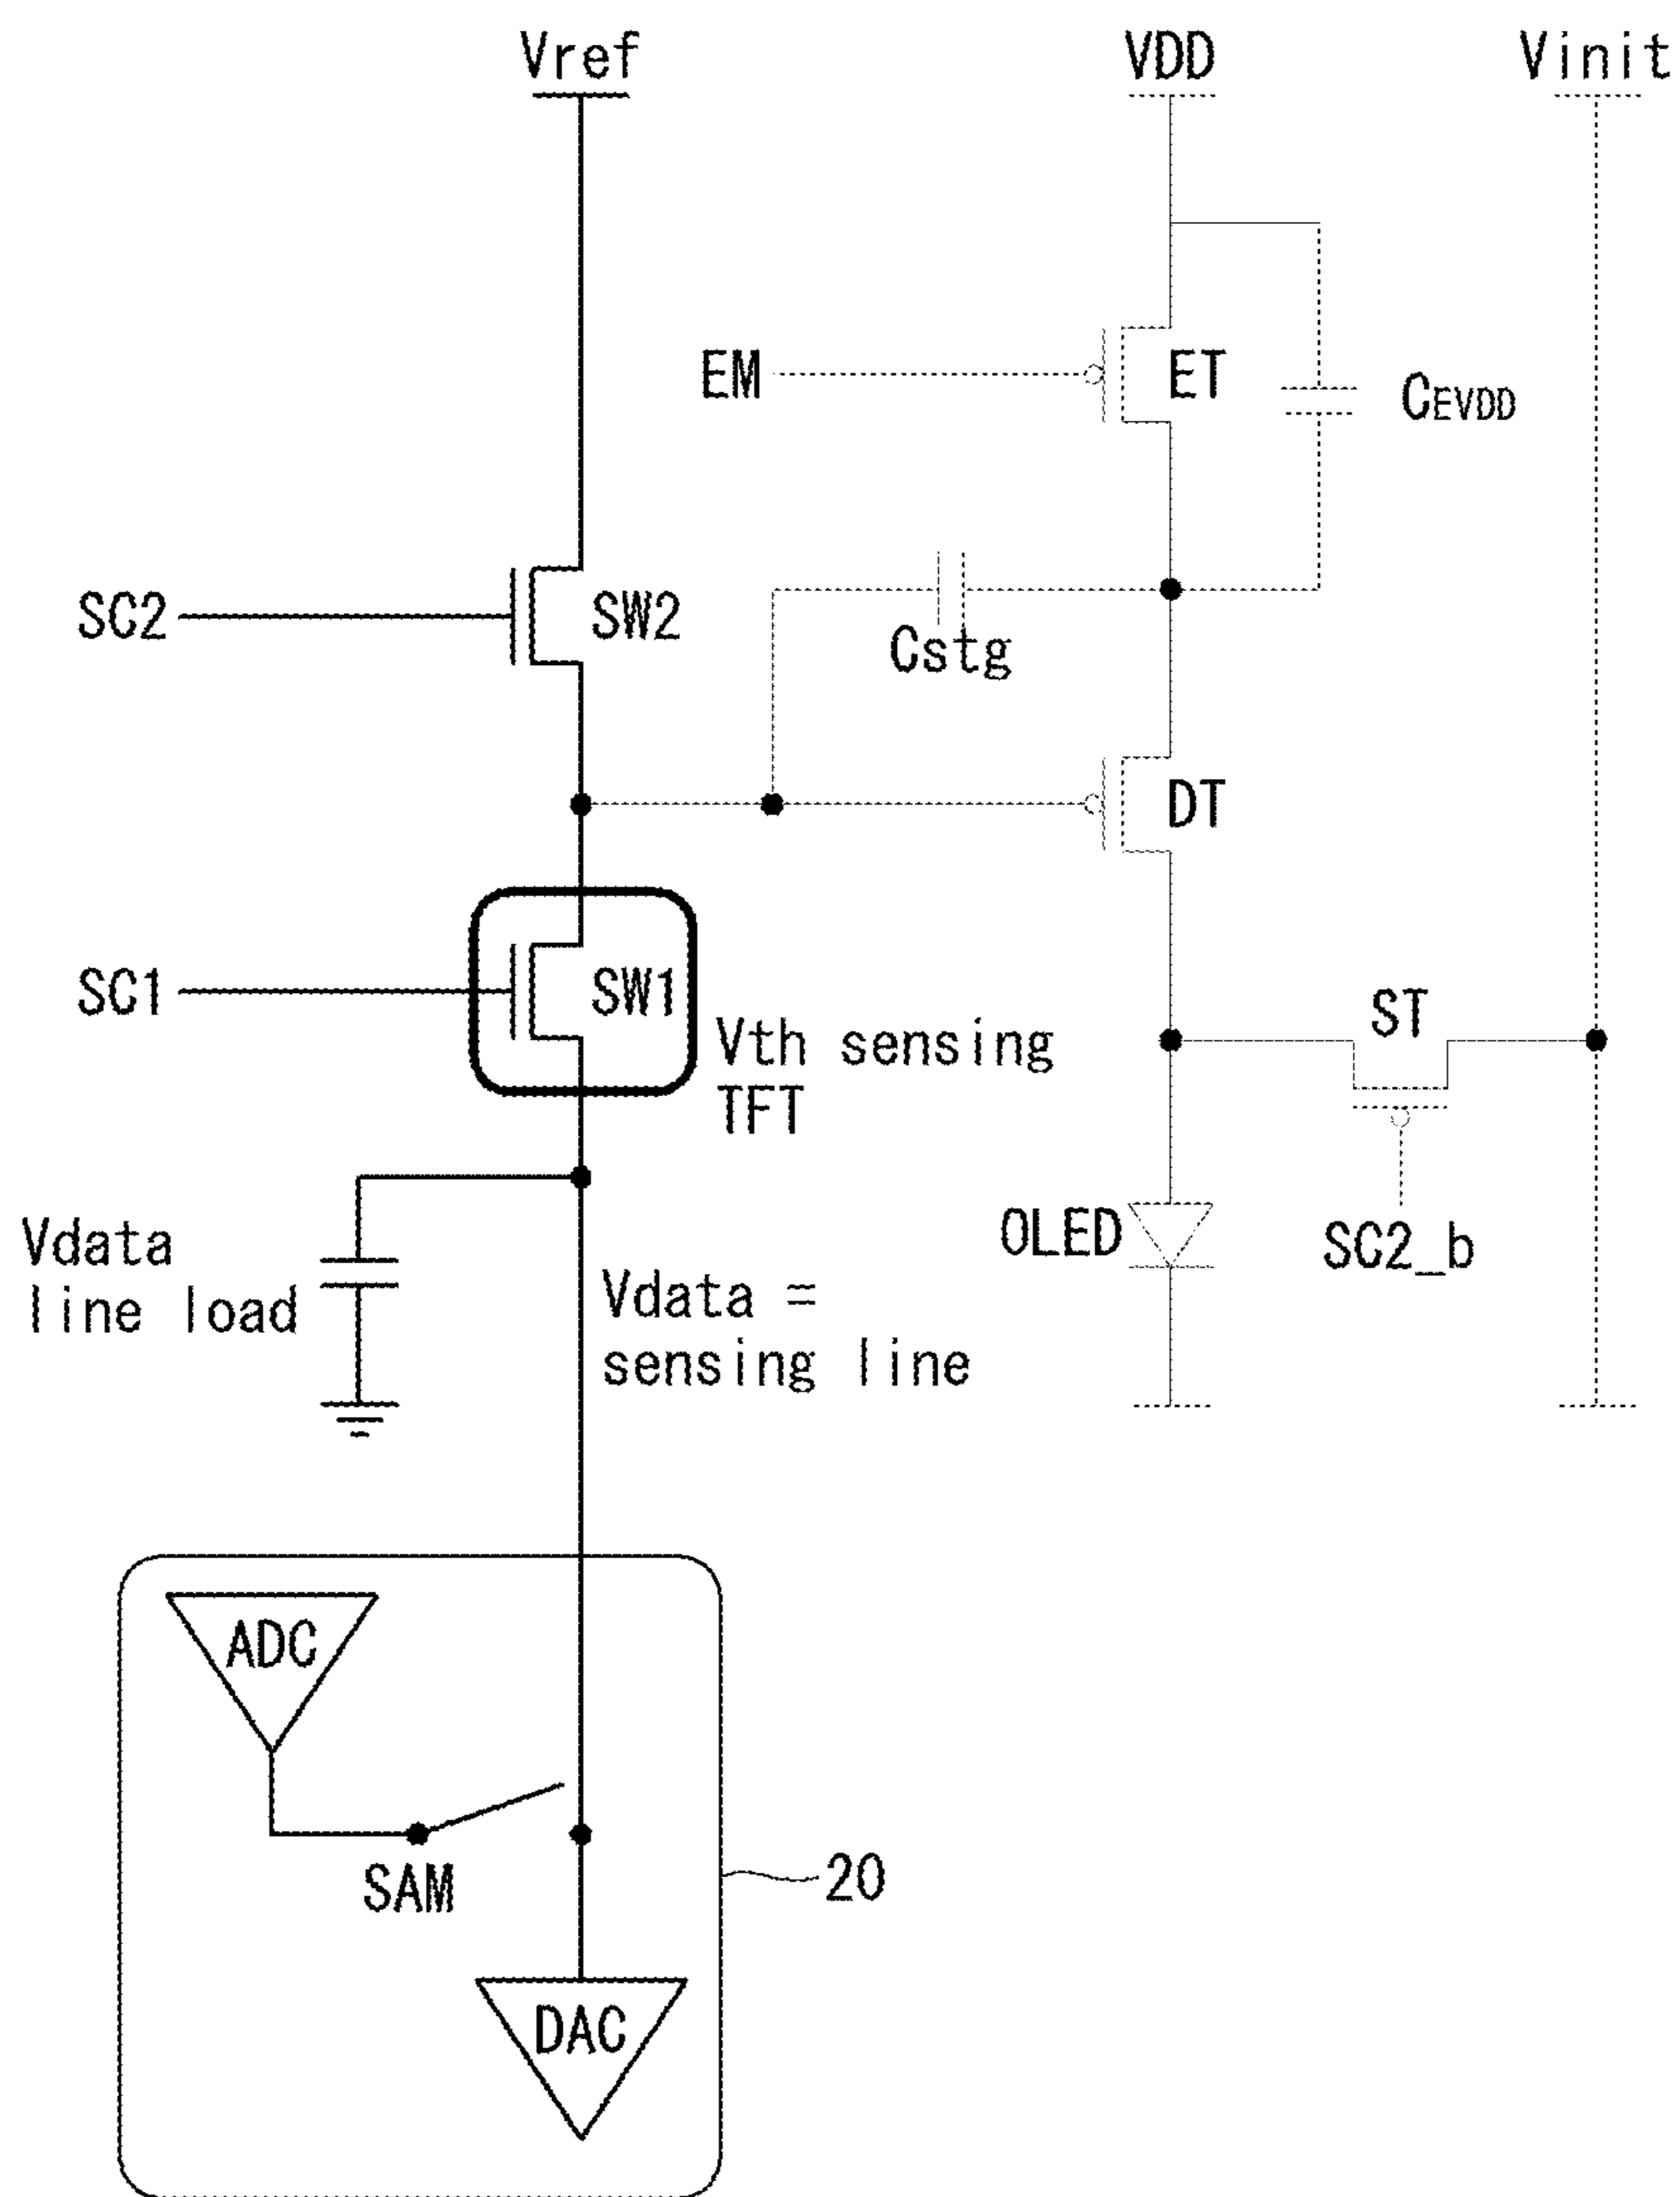 Vref
VDD
Vinit
EM
ET
CEVDD
SC2
SW2
Cstg
DT
SC1
SW1
Vth sensing
TFT
ST
Vdata
line load
Vdata =
sensing line
OLED
SC2_b
ADC
SAM
20
DAC